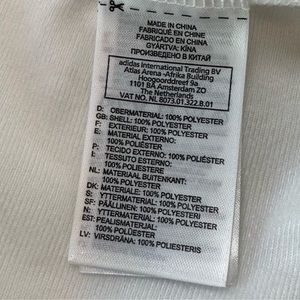 MADE IN CHINA
FABRIQUÉ EN CHINE
FABRICADO EN CHINA
GYÁRTVA: KÍNA
ПРОИЗВЕДЕНО В КИТАЙ
adidas International Trading BV
Atlas Arena -Afrika Building
Hoogoorddreef 9a
1101 BA Amsterdam ZO
The Netherlands
VAT NO. NL 8073.01.322.B.01
D: OBERMATERIAL: 100% POLYESTER
GB: SHELL: 100% POLYESTER
F: EXTERIEUR: 100% POLYESTER
E: MATERIAL EXTERNO:
100% POLIÉSTER
P: TECIDO EXTERNO: 100% POLIÉSTER
I: TESSUTO ESTERNO:
100% POLIESTERE
NL: MATERIAAL BUITENKANT:
100% POLYESTER
DK: MATERIALE: 100% POLYESTER
S: YTTERMATERIAL: 100% POLYESTER
SF: PÄÄLLINEN: 100% POLYESTERI
N: YTTERMATERIAL: 100% POLYESTER
EST: PEALISMATERJAL:
100% POLÜESTER
LV: VIRSDRĀNA: 100% POLIESTERIS